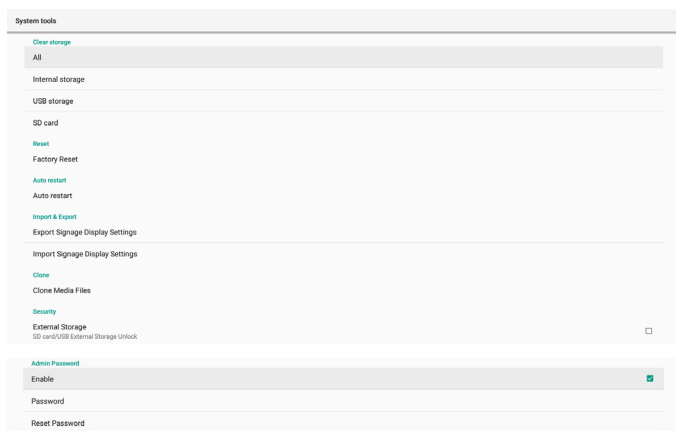 System tools
Clear storage
All
Internal storage
USB storage
SD card
Reset
Factory Reset
Auto restart
Auto restart
Import & Export
Export Signage Display Settings
Import Signage Display Settings
Clone
Clone Media Files
Security
External Storage
SD card/USB External Storage Unlock
Admin Password
Enable
Password
Reset Password